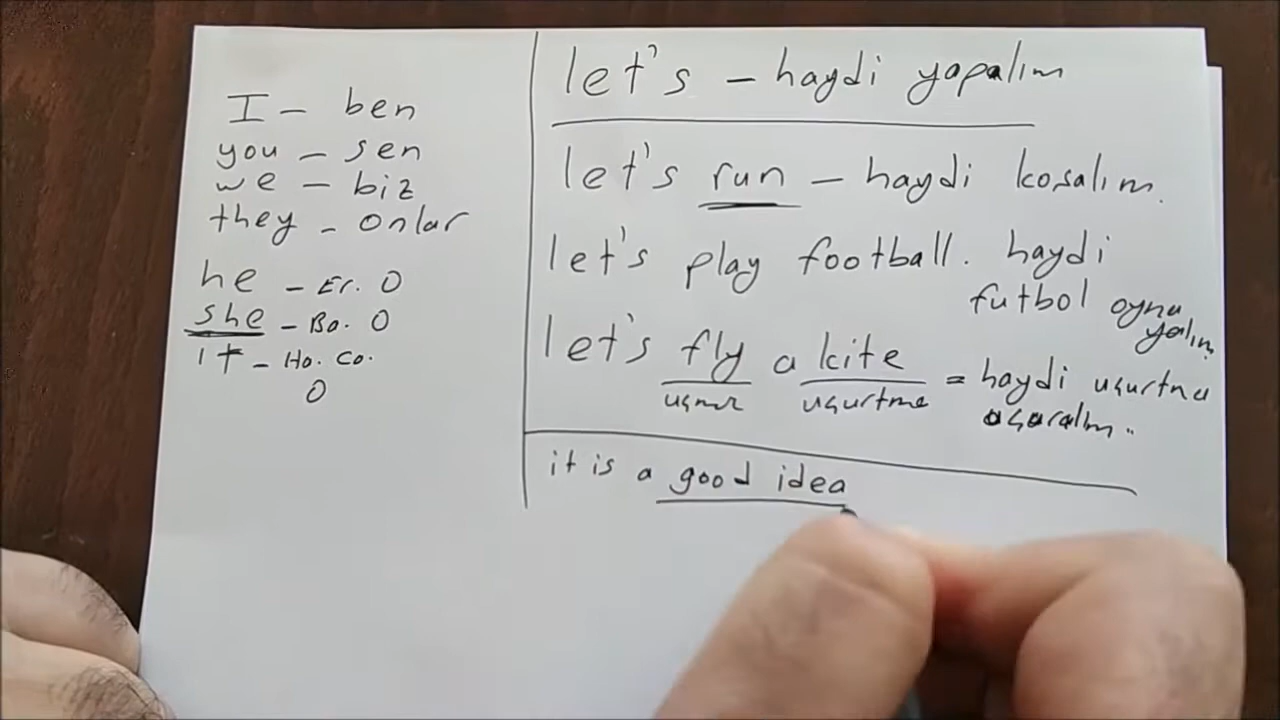 I – ben
you – sen
we – biz
they – onlar
he – Er. O
she – Ba. O
it – Ho. Co.
O
let's – haydi yapalım
let's run – haydi koşalım.
let's play football. haydi
futbol oyna
yalım
let's fly a kite = haydi uçurtma
uçmak uçurtma uçuralım..
it is a good idea